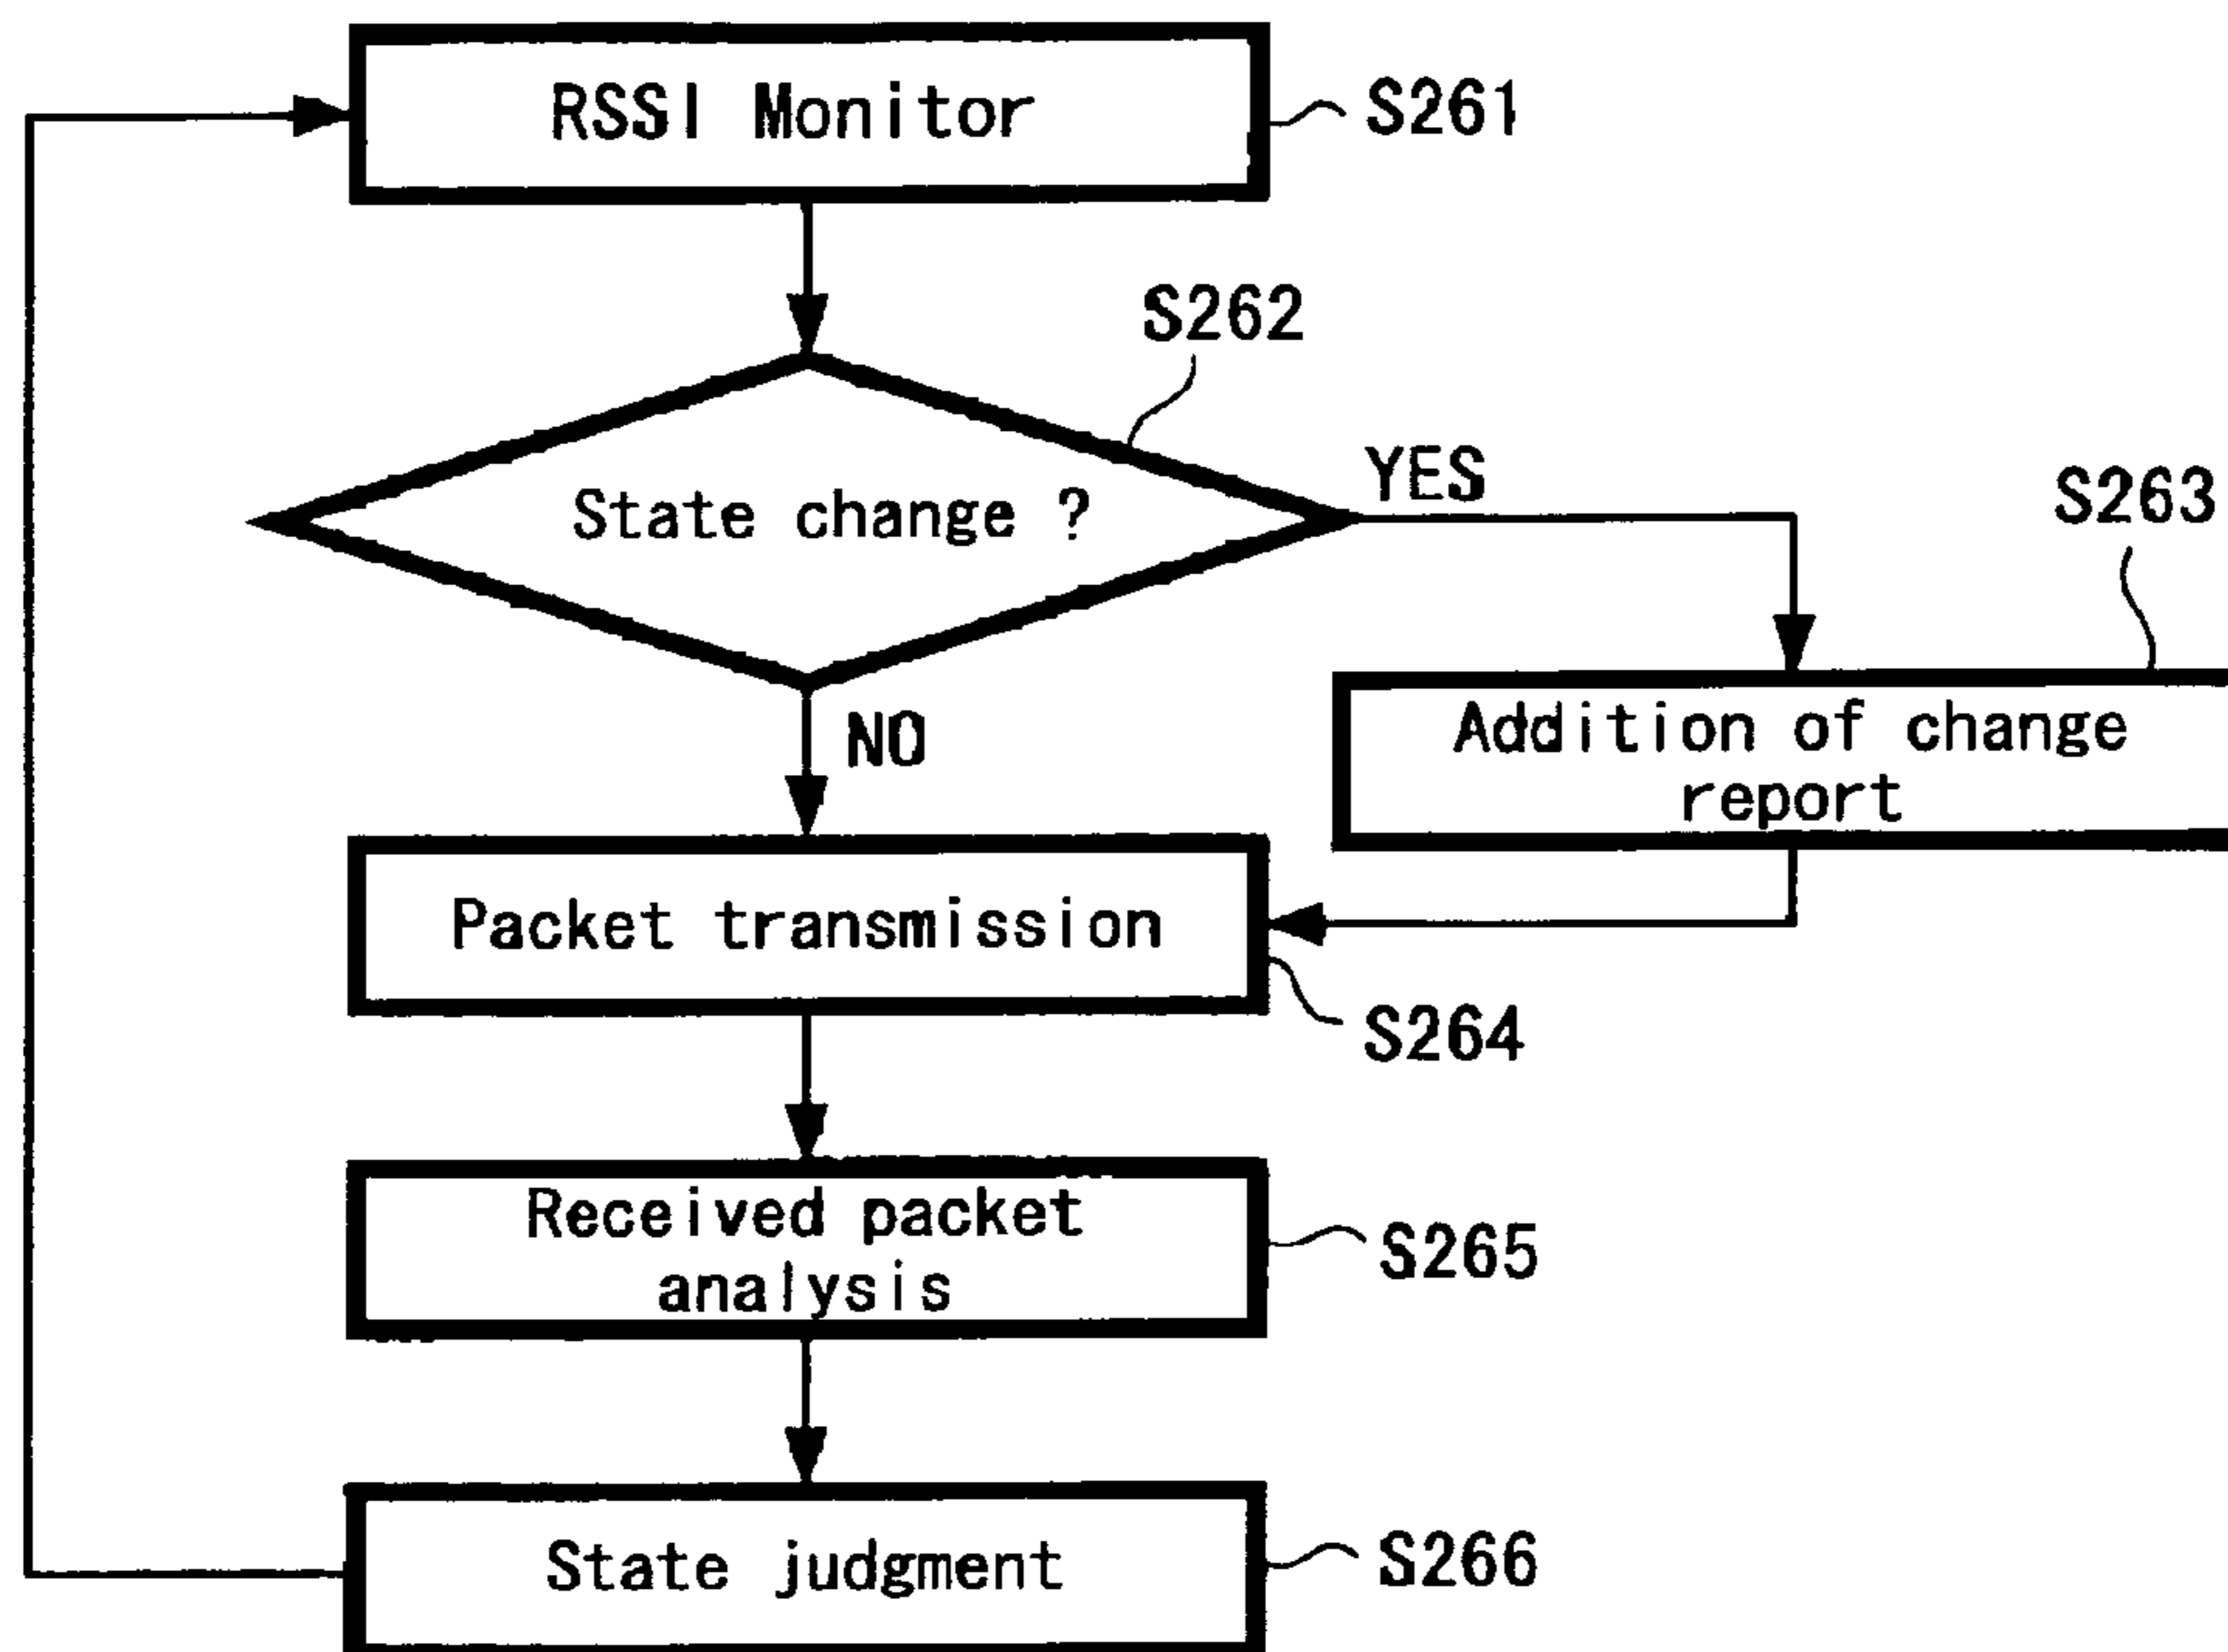 RSSI Monitor
S261
S262
State change ?
YES
S263
NO
Addition of change
report
Packet transmission
S264
Received packet
analysis
S265
State judgment
S266